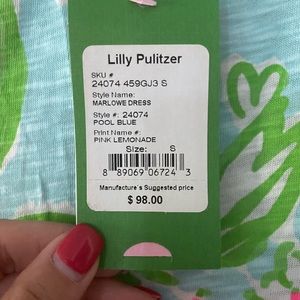 Lilly Pulitzer
SKU #
24074 459GJ3 S
Style Name:
MARLOWE DRESS
Style #: 24074
POOL BLUE
Print Name #:
PINK LEMONADE
Size: S
8 89069 06724 3
Manufacture's Suggested price
$ 98.00